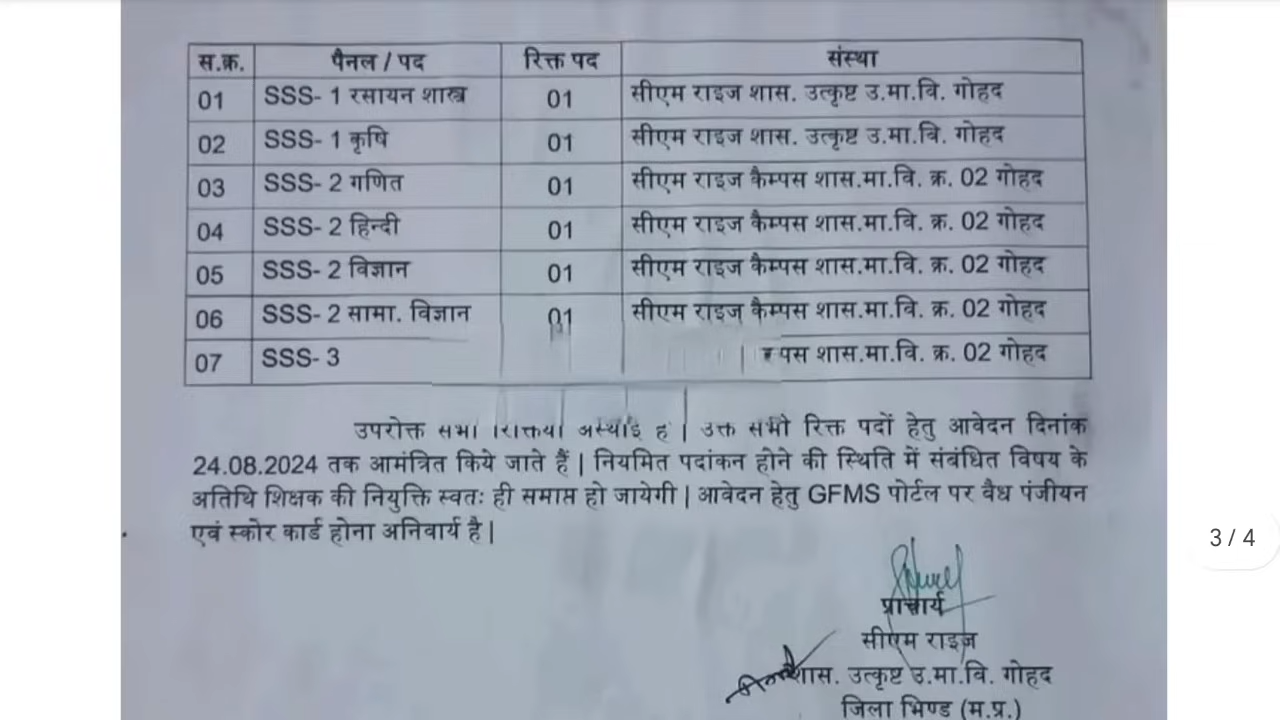 स.क्र. पैनल / पद रिक्त पद संस्था
01 SSS- 1 रसायन शास्त्र 01 सीएम राइज शास. उत्कृष्ट उ.मा.वि. गोहद
02 SSS- 1 कृषि 01 सीएम राइज शास. उत्कृष्ट उ.मा.वि. गोहद
03 SSS- 2 गणित 01 सीएम राइज कैम्पस शास.मा.वि. क्र. 02 गोहद
04 SSS- 2 हिन्दी 01 सीएम राइज कैम्पस शास.मा.वि. क्र. 02 गोहद
05 SSS- 2 विज्ञान 01 सीएम राइज कैम्पस शास.मा.वि. क्र. 02 गोहद
06 SSS- 2 सामा. विज्ञान 01 सीएम राइज कैम्पस शास.मा.वि. क्र. 02 गोहद
07 SSS- 3 शास.मा.वि. क्र. 02 गोहद
उपरोक्त सभी रिक्तियां अस्थाई है | उक्त सभी रिक्त पदों हेतु आवेदन दिनांक
24.08.2024 तक आमंत्रित किये जाते हैं | नियमित पदांकन होने की स्थिति में संबंधित विषय के
अतिथि शिक्षक की नियुक्ति स्वतः ही समाप्त हो जायेगी | आवेदन हेतु GFMS पोर्टल पर वैध पंजीयन
एवं स्कोर कार्ड होना अनिवार्य है |
3 / 4
प्राचार्य
सीएम राइज
शास. उत्कृष्ट उ.मा.वि. गोहद
जिला भिण्ड (म.प्र.)